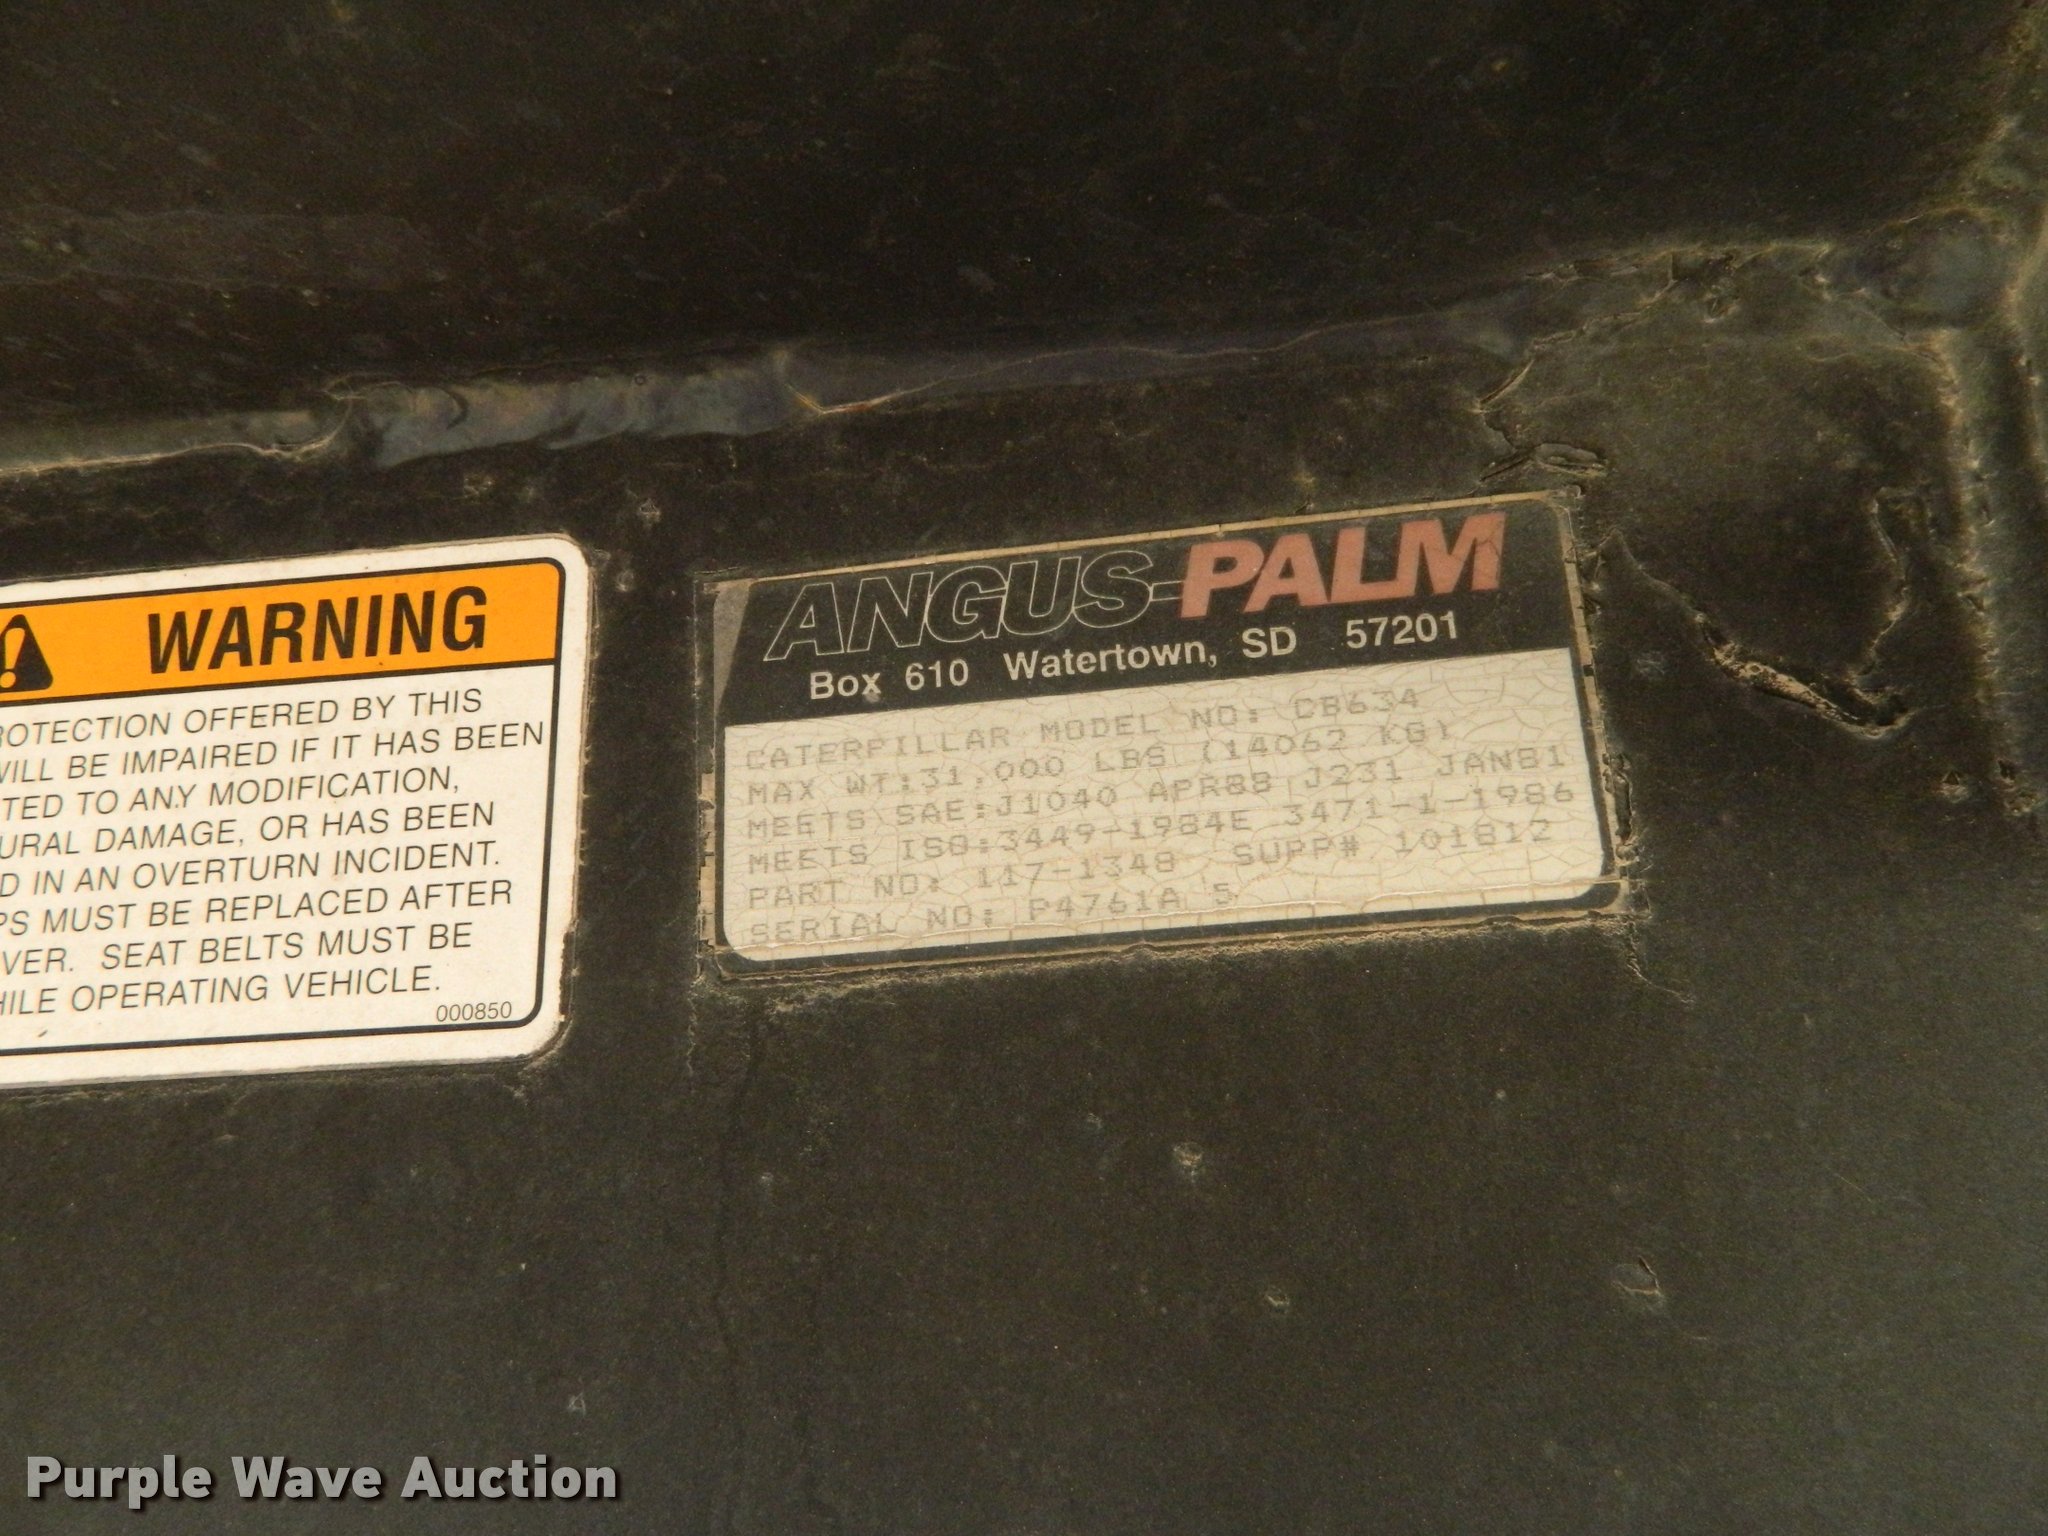 WARNING
ROTECTION OFFERED BY THIS
WILL BE IMPAIRED IF IT HAS BEEN
TED TO ANY MODIFICATION,
URAL DAMAGE, OR HAS BEEN
D IN AN OVERTURN INCIDENT.
PS MUST BE REPLACED AFTER
VER. SEAT BELTS MUST BE
HILE OPERATING VEHICLE.
000850
ANGUS-PALM
Box 610 Watertown, SD 57201
CATERPILLAR MODEL NO: CB634
MAX WT:31,000 LBS (14062 KG)
MEETS SAE:J1040 APR88 J231 JAN81
MEETS ISO:3449-1984E 3471-1-1986
PART NO: 117-1348 SUPP# 101812
SERIAL NO: P4761A 5
Purple Wave Auction